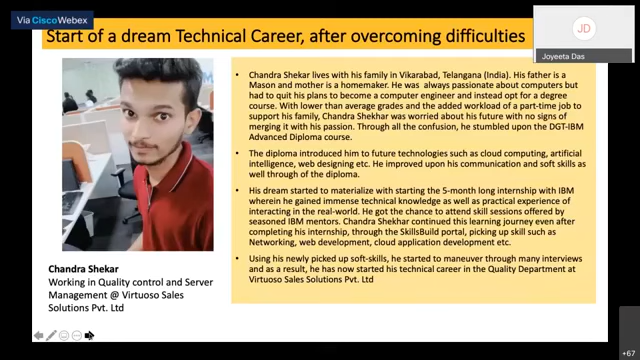 Via CiscoWebex
Start of a dream Technical Career, after overcoming difficulties
JD
Joyeeta Das
• Chandra Shekar lives with his family in Vikarabad, Telangana (India). His father is a
Mason and mother is a homemaker. He was always passionate about computers but
had to quit his plans to become a computer engineer and instead opt for a degree
course. With lower than average grades and the added workload of a part-time job to
support his family, Chandra Shekhar was worried about his future with no signs of
merging it with his passion. Through all the confusion, he stumbled upon the DGT-IBM
Advanced Diploma course.
• The diploma introduced him to future technologies such as cloud computing, artificial
intelligence, web designing etc. He improved upon his communication and soft skills as
well through of the diploma.
• His dream started to materialize with starting the 5-month long internship with IBM
wherein he gained immense technical knowledge as well as practical experience of
interacting in the real-world. He got the chance to attend skill sessions offered by
seasoned IBM mentors. Chandra Shekhar continued this learning journey even after
completing his internship, through the SkillsBuild portal, picking up skill such as
Networking, web development, cloud application development etc.
• Using his newly picked up soft-skills, he started to maneuver through many interviews
and as a result, he has now started his technical career in the Quality Department at
Virtuoso Sales Solutions Pvt. Ltd
Chandra Shekar
Working in Quality control and Server
Management @ Virtuoso Sales
Solutions Pvt. Ltd
+67